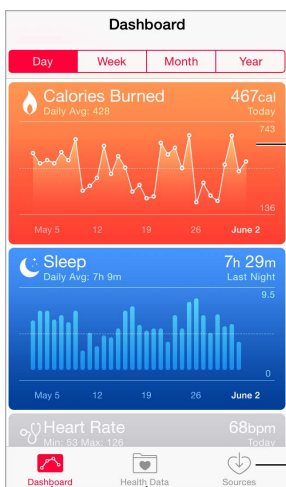 Dashboard
Day Week Month Year
Calories Burned 467cal
Daily Avg: 428 Today
743
136
May 5 12 19 26 June 2
Sleep 7h 29m
Daily Avg: 7h 9m Last Night
9.5
0
May 5 12 19 26 June 2
Heart Rate 68bpm
Min: 53 Max: 126 Today
Dashboard Health Data Sources